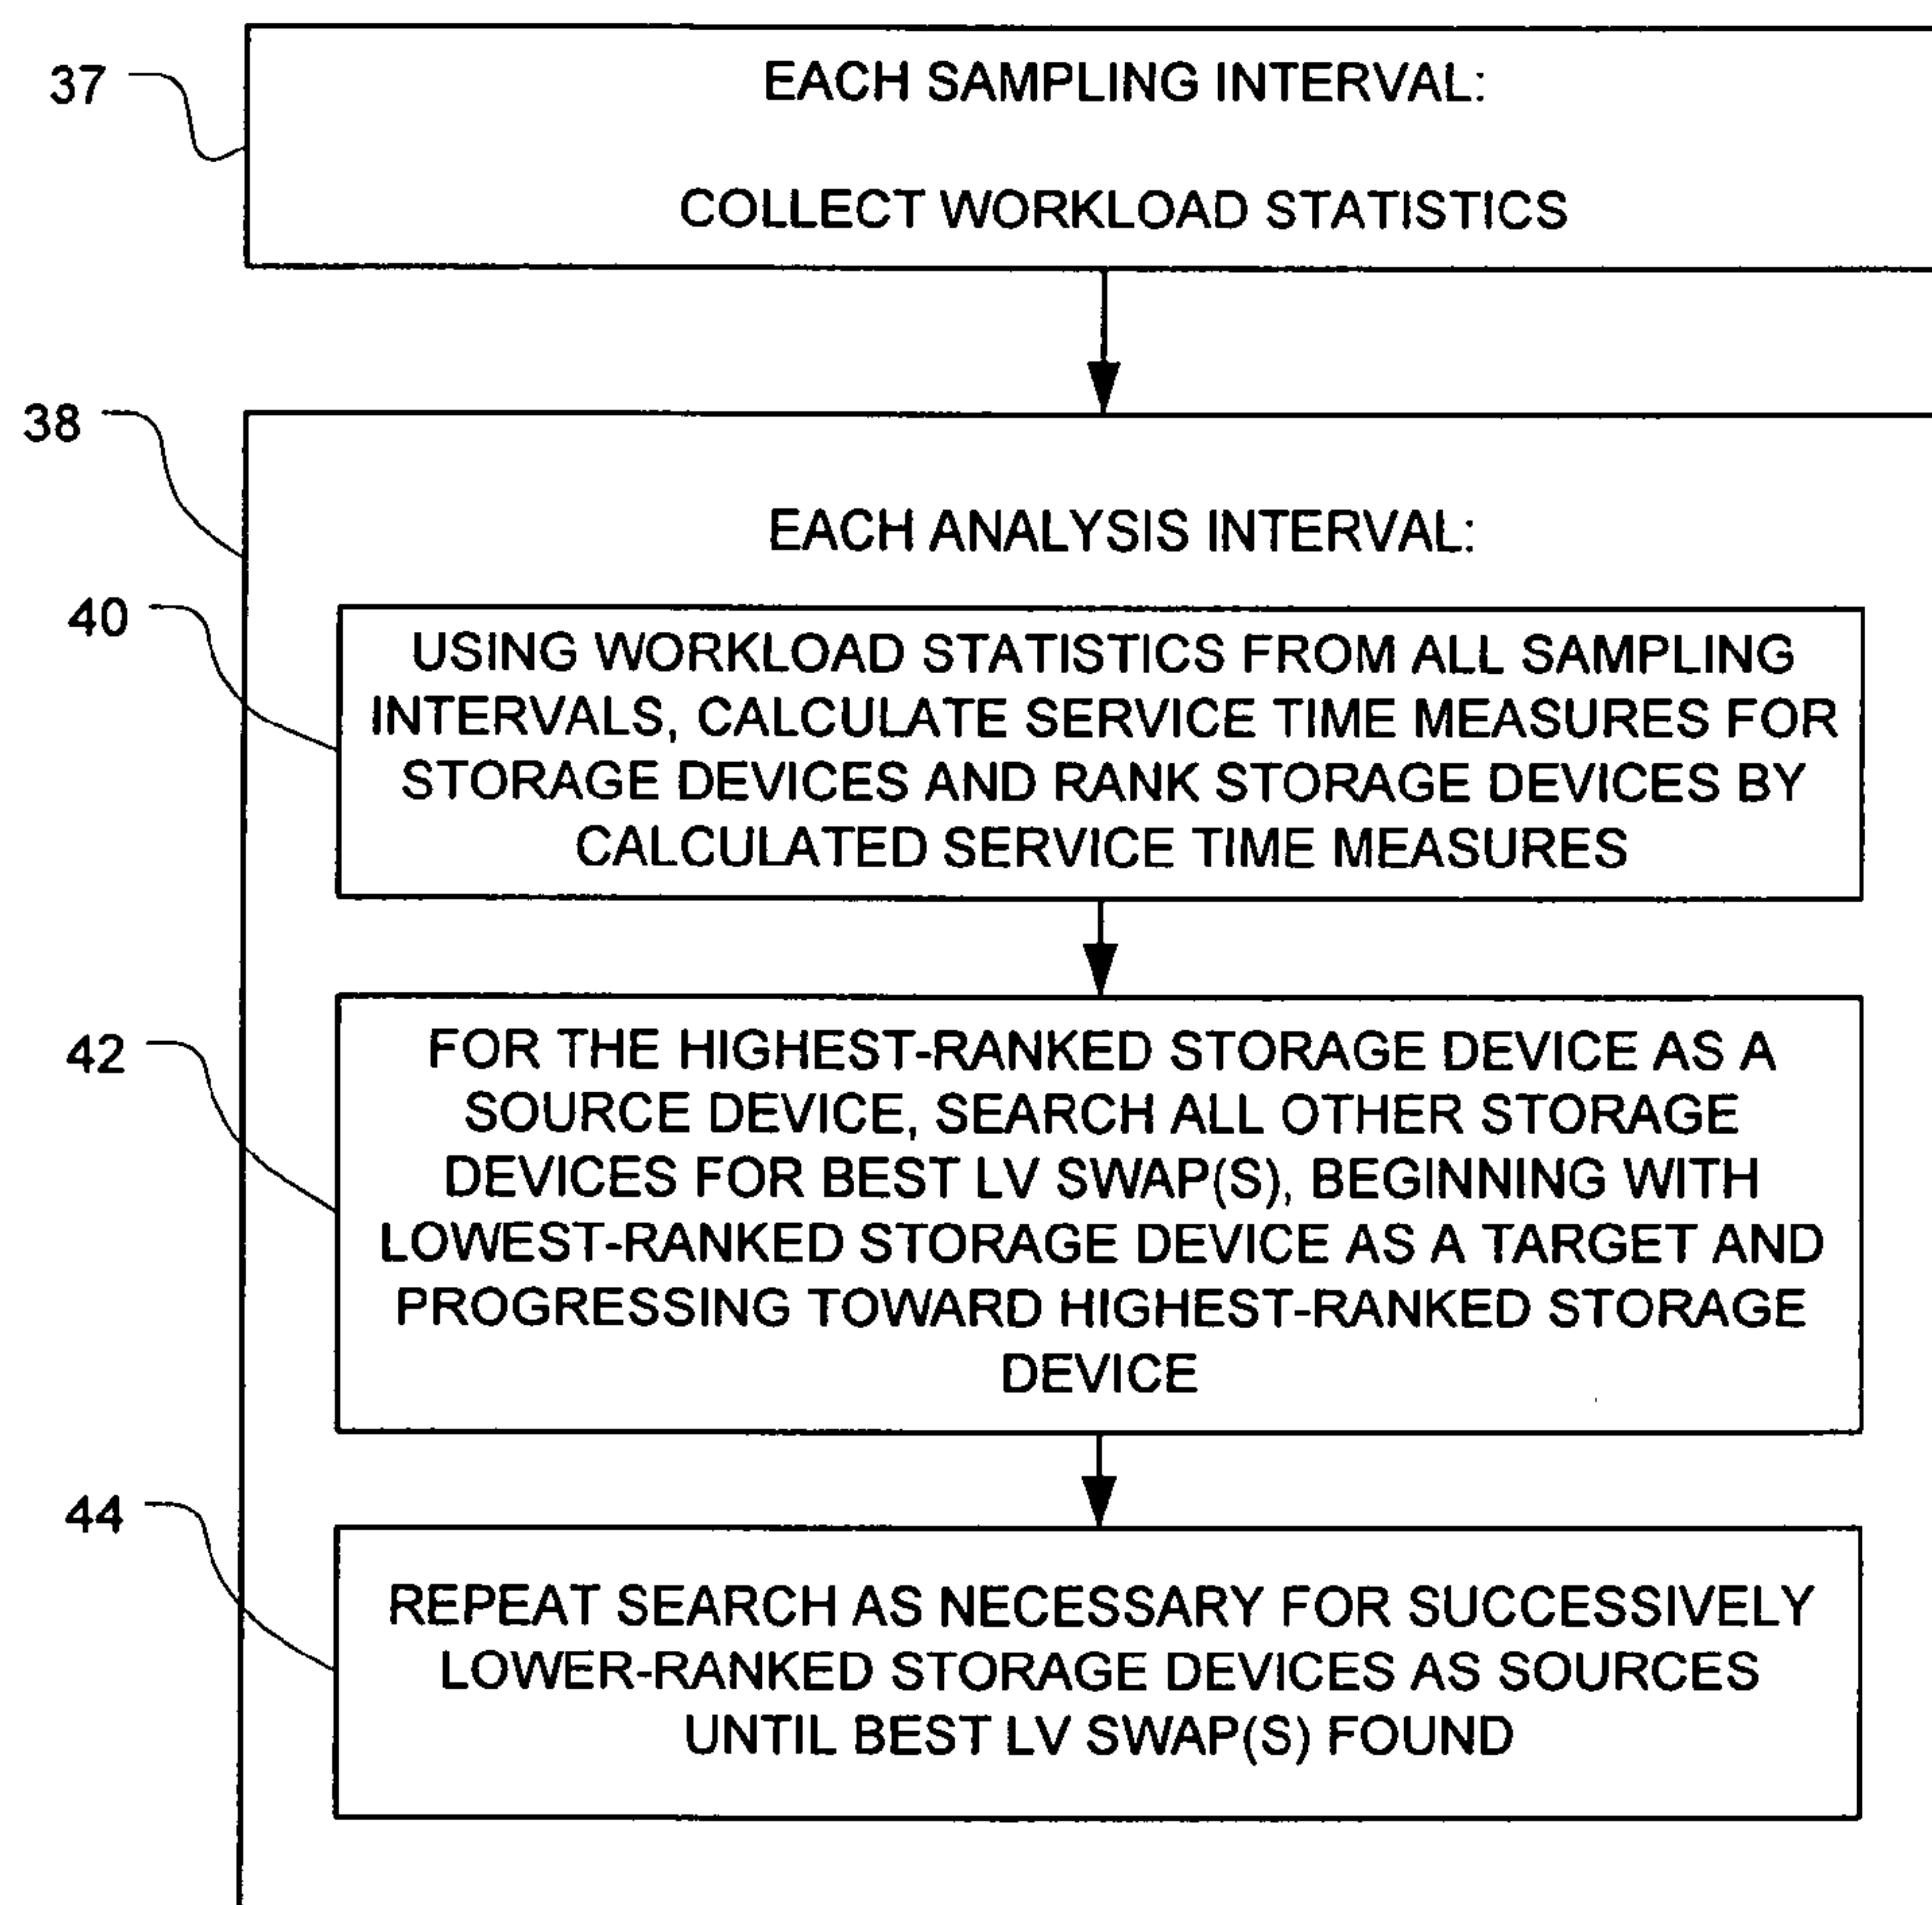 37
EACH SAMPLING INTERVAL:
COLLECT WORKLOAD STATISTICS
38
EACH ANALYSIS INTERVAL:
40
USING WORKLOAD STATISTICS FROM ALL SAMPLING
INTERVALS, CALCULATE SERVICE TIME MEASURES FOR
STORAGE DEVICES AND RANK STORAGE DEVICES BY
CALCULATED SERVICE TIME MEASURES
42
FOR THE HIGHEST-RANKED STORAGE DEVICE AS A
SOURCE DEVICE, SEARCH ALL OTHER STORAGE
DEVICES FOR BEST LV SWAP(S), BEGINNING WITH
LOWEST-RANKED STORAGE DEVICE AS A TARGET AND
PROGRESSING TOWARD HIGHEST-RANKED STORAGE
DEVICE
44
REPEAT SEARCH AS NECESSARY FOR SUCCESSIVELY
LOWER-RANKED STORAGE DEVICES AS SOURCES
UNTIL BEST LV SWAP(S) FOUND